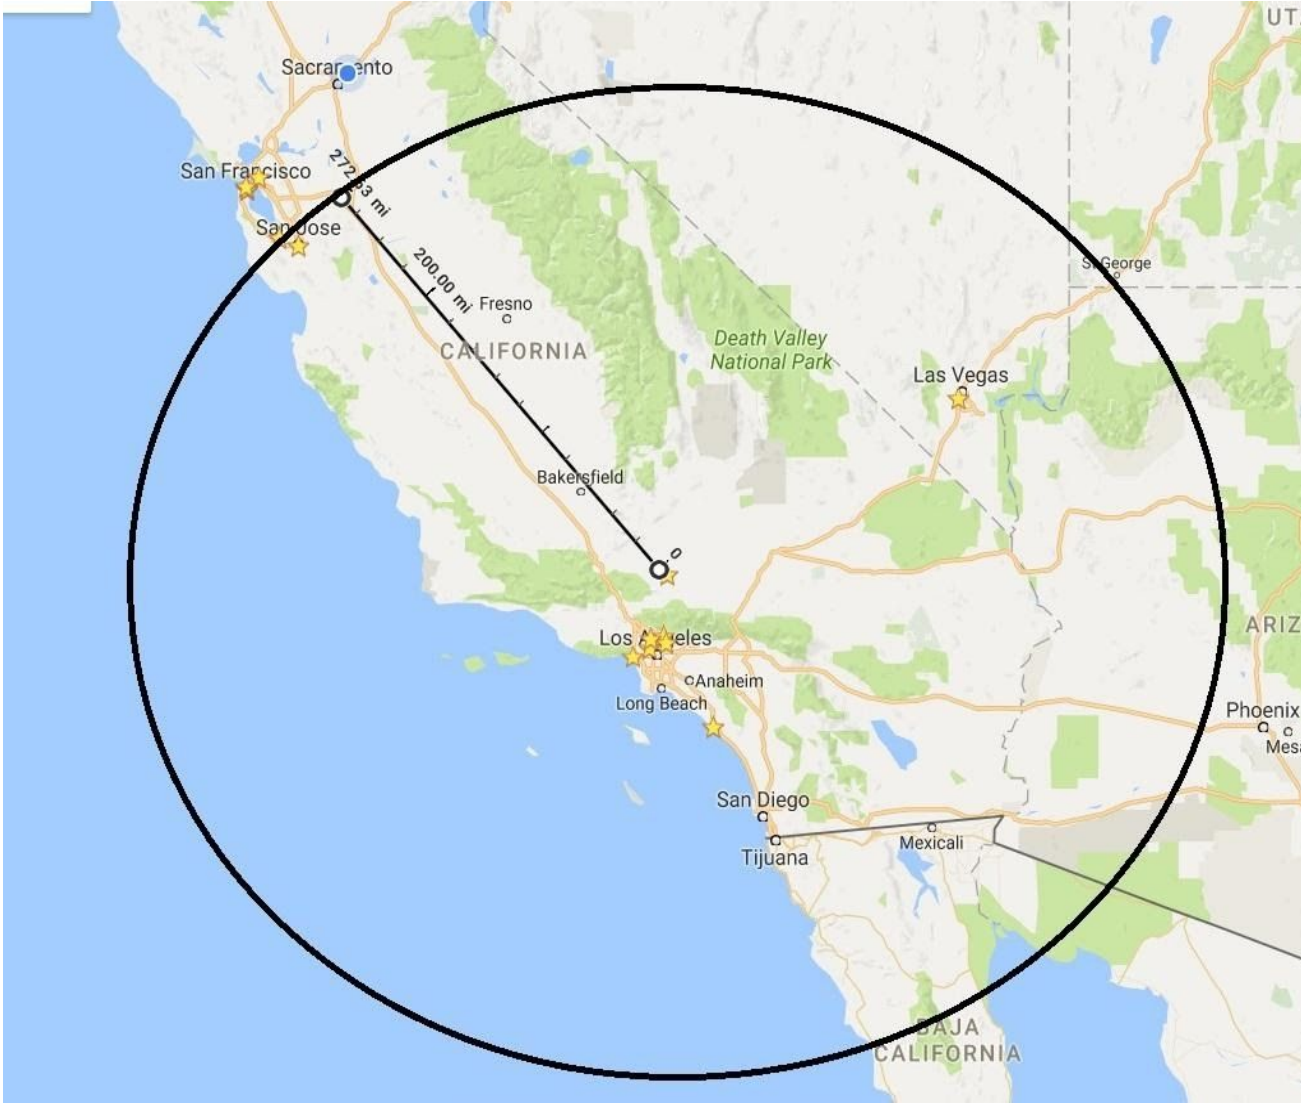 UT
Sacramento
San Francisco
272.53 mi
San Jose
200.00 mi
Fresno
St George
CALIFORNIA
Death Valley
National Park
Las Vegas
Bakersfield
0
Los Angeles
Anaheim
Long Beach
ARIZ
Phoenix
Mesa
San Diego
Mexicali
Tijuana
BAJA
CALIFORNIA